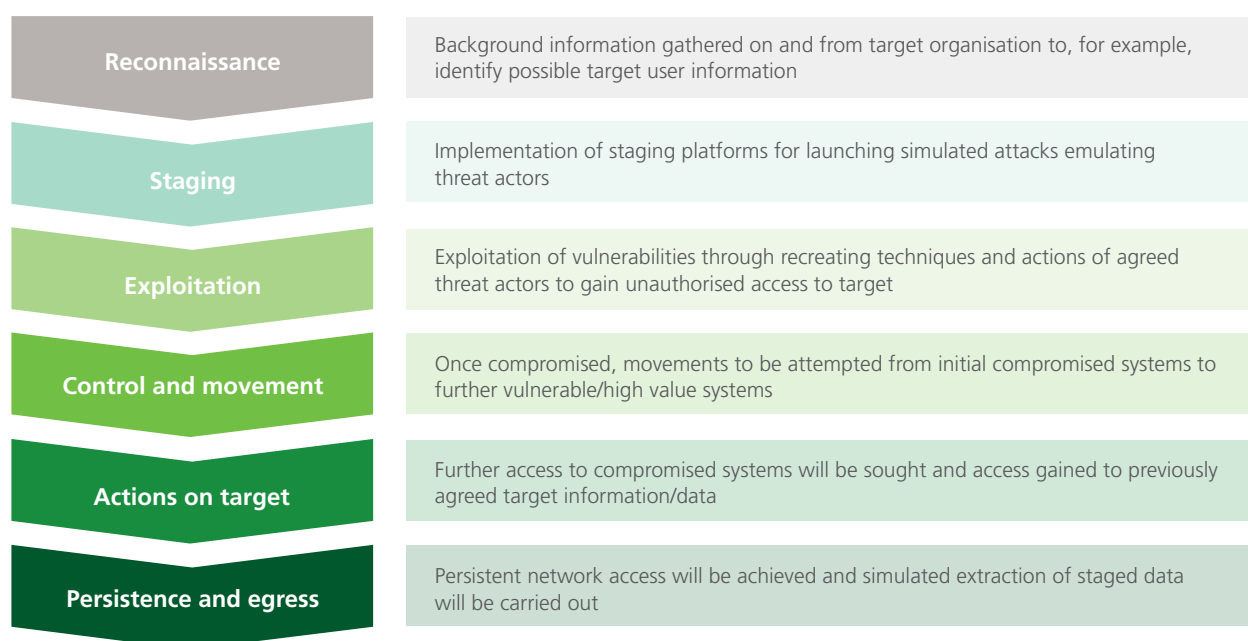 Reconnaissance
Background information gathered on and from target organisation to, for example,
identify possible target user information
Staging
Implementation of staging platforms for launching simulated attacks emulating
threat actors
Exploitation
Exploitation of vulnerabilities through recreating techniques and actions of agreed
threat actors to gain unauthorised access to target
Control and movement
Once compromised, movements to be attempted from initial compromised systems to
further vulnerable/high value systems
Actions on target
Further access to compromised systems will be sought and access gained to previously
agreed target information/data
Persistence and egress
Persistent network access will be achieved and simulated extraction of staged data
will be carried out